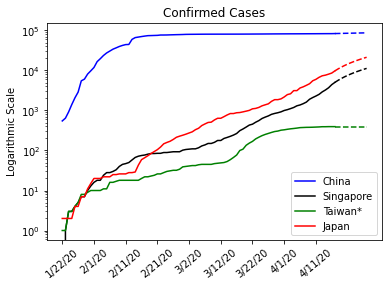 Confirmed Cases
Logarithmic Scale
10⁵
10⁴
10³
10²
10¹
10⁰
China
Singapore
Taiwan*
Japan
1/22/20
2/1/20
2/11/20
2/21/20
3/2/20
3/12/20
3/22/20
4/1/20
4/11/20